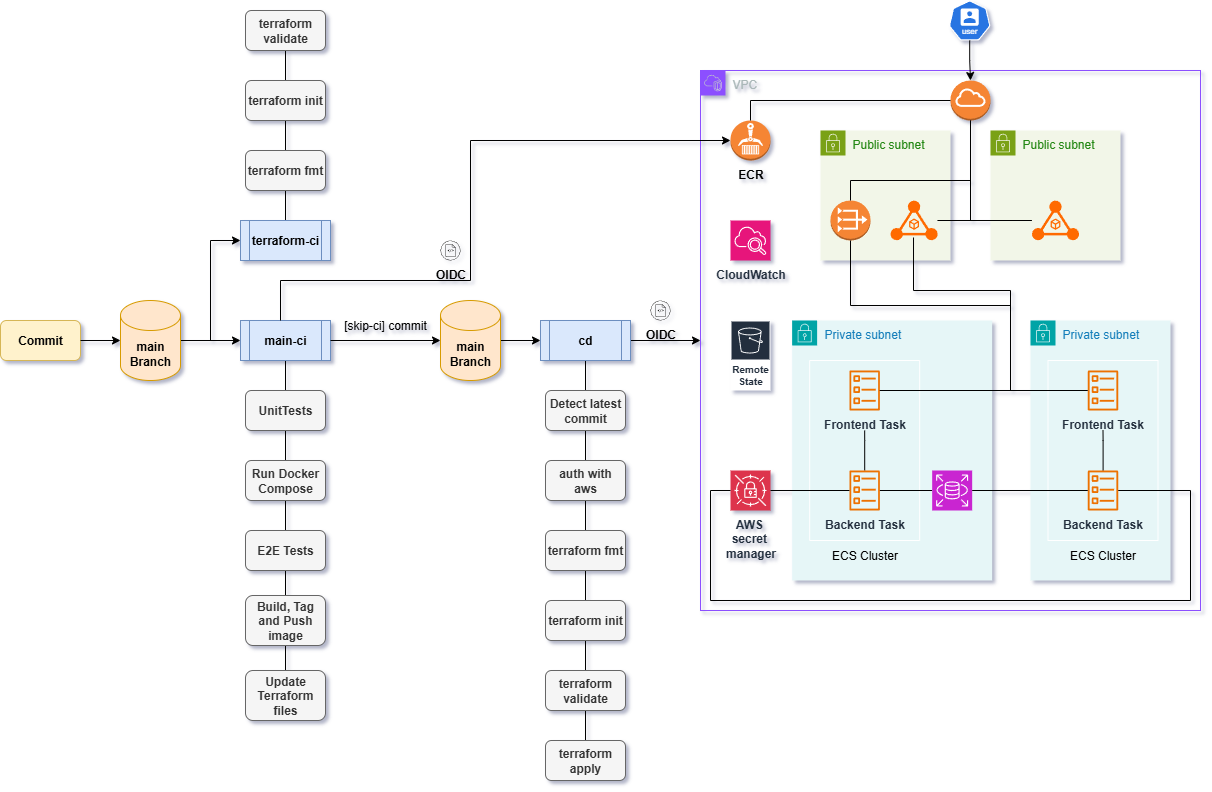 terraform
validate
terraform init
terraform fmt
terraform-ci
Commit
main
Branch
main-ci
UnitTests
Run Docker
Compose
E2E Tests
Build, Tag
and Push
image
Update
Terraform
files
OIDC
[skip-ci] commit
main
Branch
cd
Detect latest
commit
auth with
aws
terraform fmt
terraform init
terraform
validate
terraform
apply
OIDC
user
VPC
ECR
CloudWatch
Remote
State
AWS
secret
manager
Public subnet
Public subnet
Private subnet
Frontend Task
Backend Task
ECS Cluster
Private subnet
Frontend Task
Backend Task
ECS Cluster